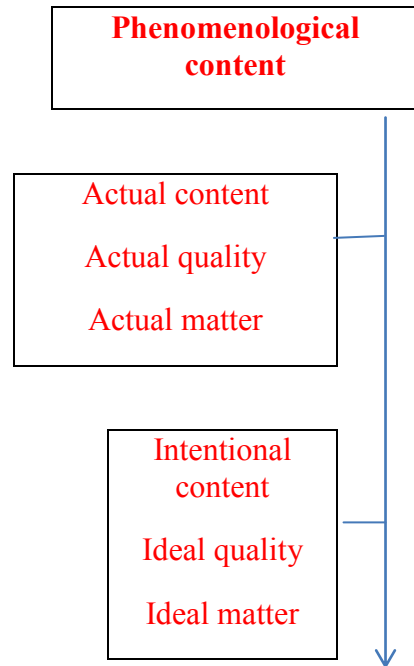 Phenomenological
content
Actual content
Actual quality
Actual matter
Intentional
content
Ideal quality
Ideal matter